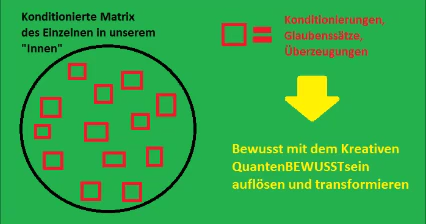 Konditionierte Matrix
des Einzelnen in unserem
"Innen"
= Konditionierungen,
Glaubenssätze,
Überzeugungen
Bewusst mit dem Kreativen
QuantenBEWUSSTsein
auflösen und transformieren